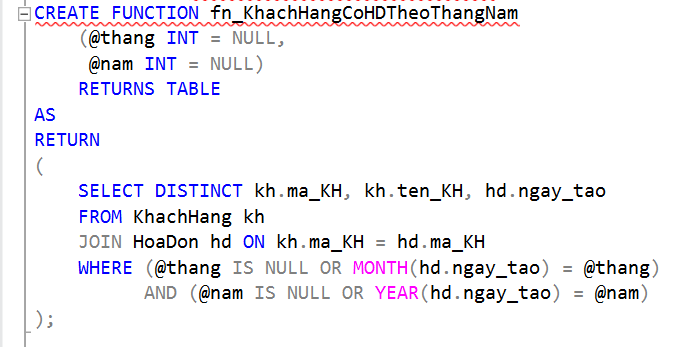 CREATE FUNCTION fn_KhachHangCoHDTheoThangNam
(@thang INT = NULL,
@nam INT = NULL)
RETURNS TABLE
AS
RETURN
(
SELECT DISTINCT kh.ma_KH, kh.ten_KH, hd.ngay_tao
FROM KhachHang kh
JOIN HoaDon hd ON kh.ma_KH = hd.ma_KH
WHERE (@thang IS NULL OR MONTH(hd.ngay_tao) = @thang)
AND (@nam IS NULL OR YEAR(hd.ngay_tao) = @nam)
);